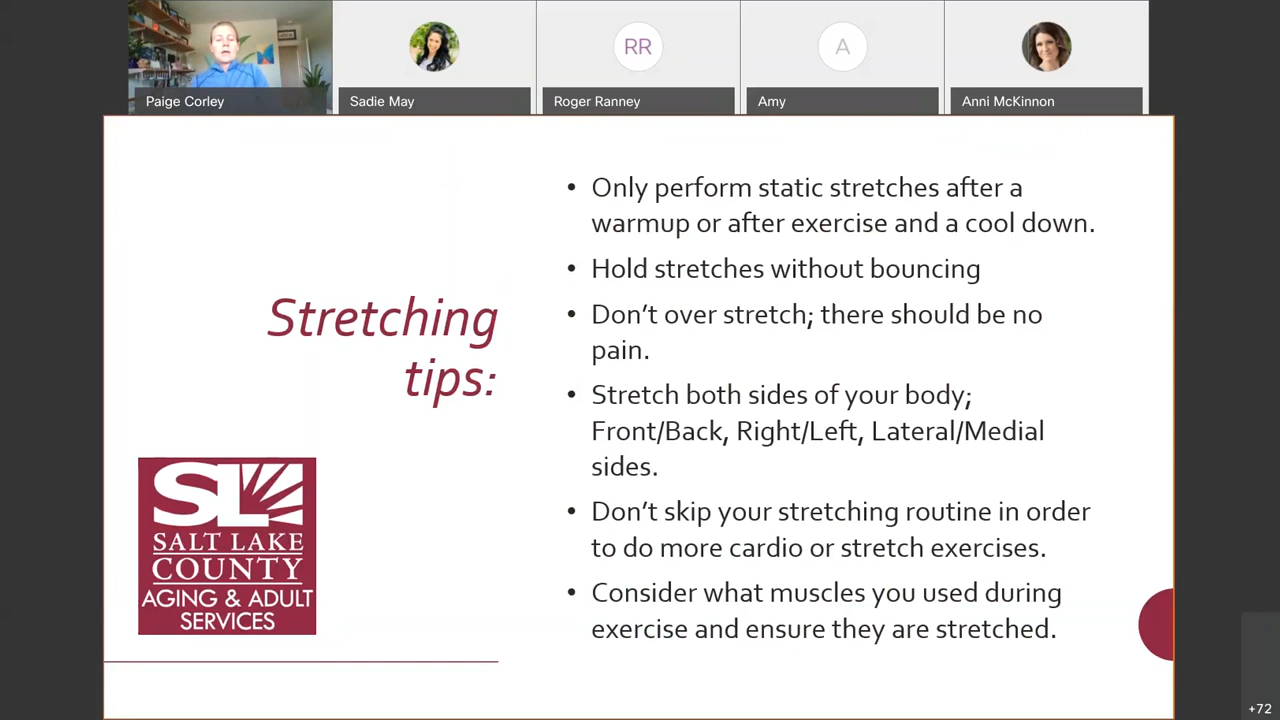 Paige Corley
Sadie May
RR
Roger Ranney
A
Amy
Anni McKinnon
Stretching
tips:
• Only perform static stretches after a
warmup or after exercise and a cool down.
• Hold stretches without bouncing
• Don’t over stretch; there should be no
pain.
• Stretch both sides of your body;
Front/Back, Right/Left, Lateral/Medial
sides.
• Don’t skip your stretching routine in order
to do more cardio or stretch exercises.
• Consider what muscles you used during
exercise and ensure they are stretched.
SL
SALT LAKE
COUNTY
AGING & ADULT
SERVICES
+72